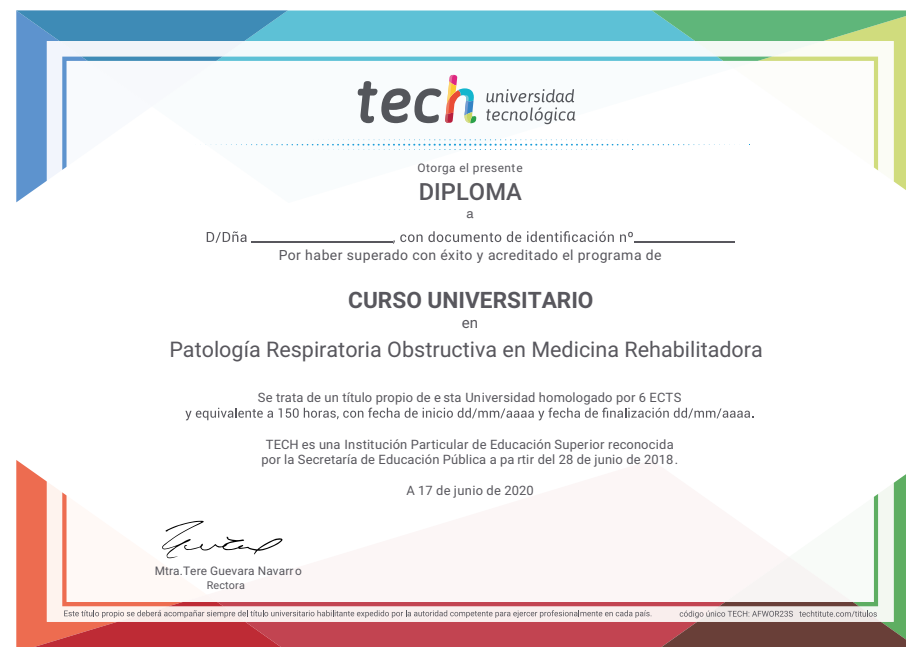 tech universidad
tecnológica
Otorga el presente
DIPLOMA
a
D/Dña , con documento de identificación nº
Por haber superado con éxito y acreditado el programa de
CURSO UNIVERSITARIO
en
Patología Respiratoria Obstructiva en Medicina Rehabilitadora
Se trata de un título propio de e sta Universidad homologado por 6 ECTS
y equivalente a 150 horas, con fecha de inicio dd/mm/aaaa y fecha de finalización dd/mm/aaaa.
TECH es una Institución Particular de Educación Superior reconocida
por la Secretaría de Educación Pública a pa rtir del 28 de junio de 2018.
A 17 de junio de 2020
Mtra.Tere Guevara Navarro
Rectora
Este título propio se deberá acompañar siempre del título universitario habilitante expedido por la autoridad competente para ejercer profesionalmente en cada país. código único TECH: AFWOR23S techtitute.com/titulos